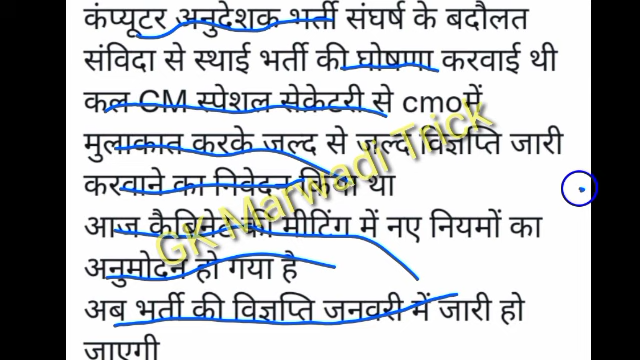 कंप्यूटर अनुदेशक भर्ती संघर्ष के बदौलत
संविदा से स्थाई भर्ती की घोषणा करवाई थी
कल CM स्पेशल सेक्रेटरी से cmoमें
मुलाकात करके जल्द से जल्द विज्ञप्ति जारी
करवाने का निवेदन किया था
आज कैबिनेट की मीटिंग में नए नियमों का
अनुमोदन हो गया है
अब भर्ती की विज्ञप्ति जनवरी में जारी हो
जाएगी
GK Marwadi Trick